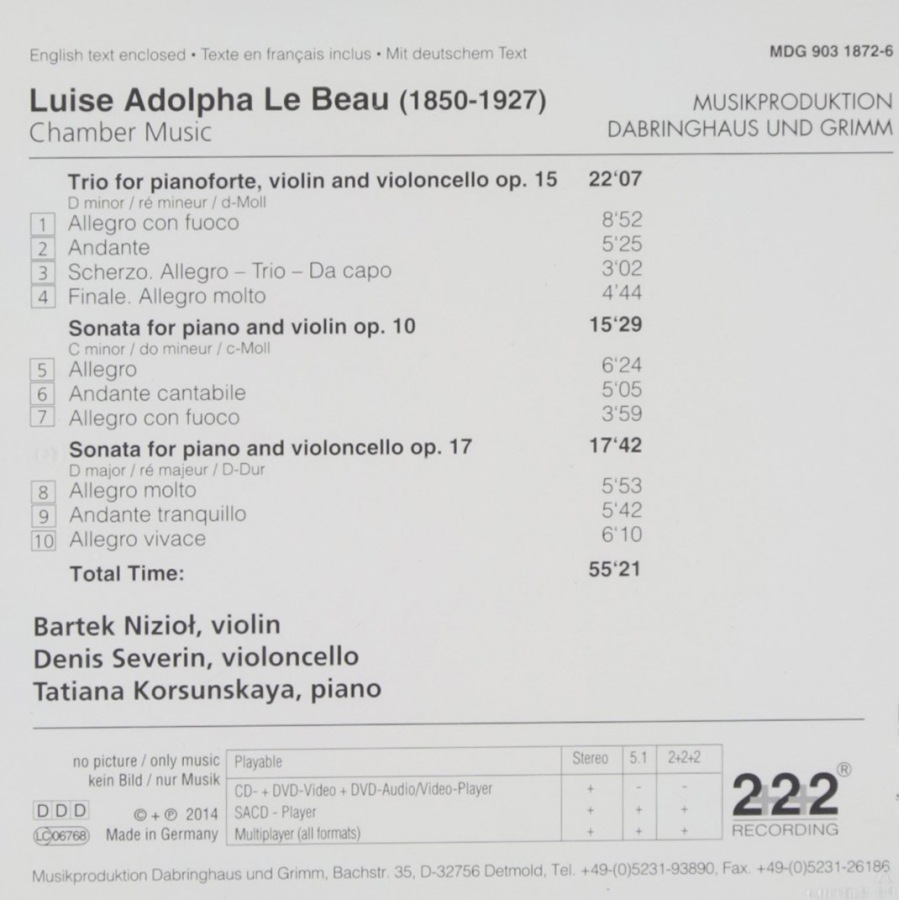 English text enclosed • Texte en français inclus • Mit deutschem Text
MDG 903 1872-6
Luise Adolpha Le Beau (1850-1927)
Chamber Music
MUSIKPRODUKTION
DABRINGHAUS UND GRIMM
Trio for pianoforte, violin and violoncello op. 15 22'07
D minor / ré mineur / d-Moll
1 Allegro con fuoco 8'52
2 Andante 5'25
3 Scherzo. Allegro – Trio – Da capo 3'02
4 Finale. Allegro molto 4'44
Sonata for piano and violin op. 10 15'29
C minor / do mineur / c-Moll
5 Allegro 6'24
6 Andante cantabile 5'05
7 Allegro con fuoco 3'59
Sonata for piano and violoncello op. 17 17'42
D major / ré majeur / D-Dur
8 Allegro molto 5'53
9 Andante tranquillo 5'42
10 Allegro vivace 6'10
Total Time: 55'21
Bartek Nizioł, violin
Denis Severin, violoncello
Tatiana Korsunskaya, piano
no picture / only music
kein Bild / nur Musik
DDD © + ℗ 2014
LC06768 Made in Germany
Playable Stereo 5.1 2+2+2
CD- + DVD-Video + DVD-Audio/Video-Player + - -
SACD - Player + + +
Multiplayer (all formats) + + +
2+2+2®
RECORDING
Musikproduktion Dabringhaus und Grimm, Bachstr. 35, D-32756 Detmold, Tel. +49-(0)5231-93890, Fax. +49-(0)5231-26186